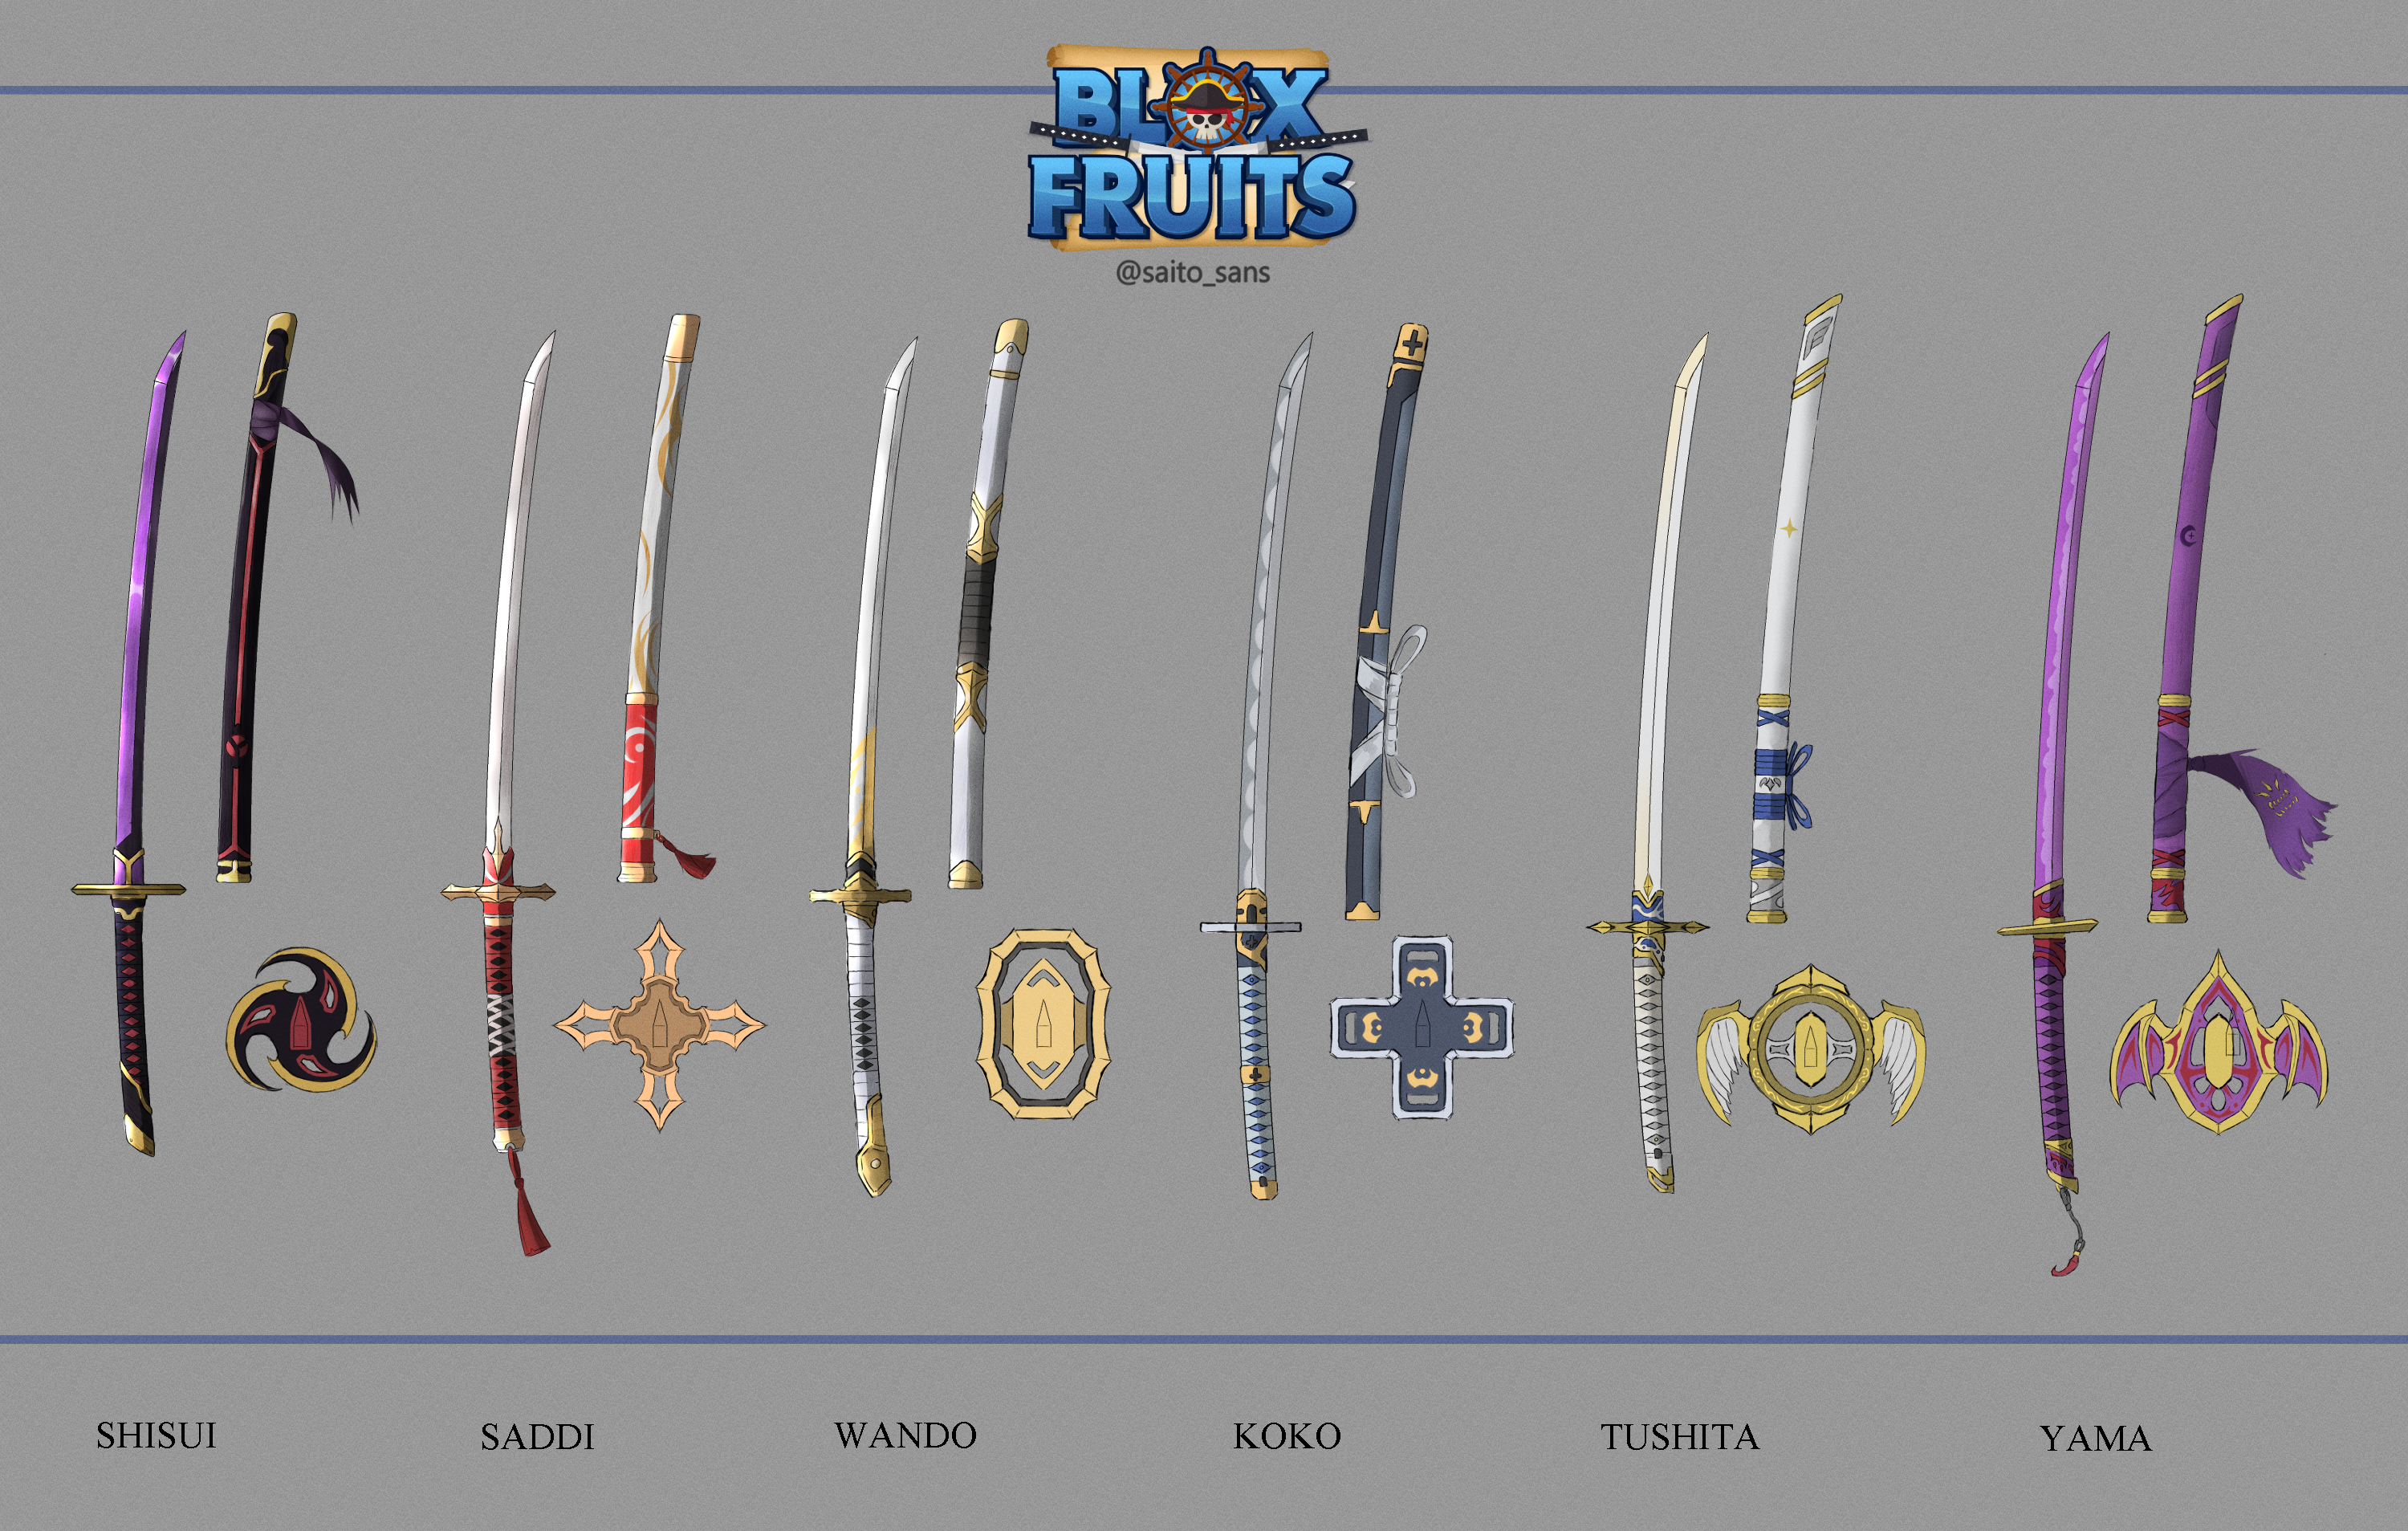 BLOX
FRUITS
@saito_sans
SHISUI
SADDI
WANDO
KOKO
TUSHITA
YAMA